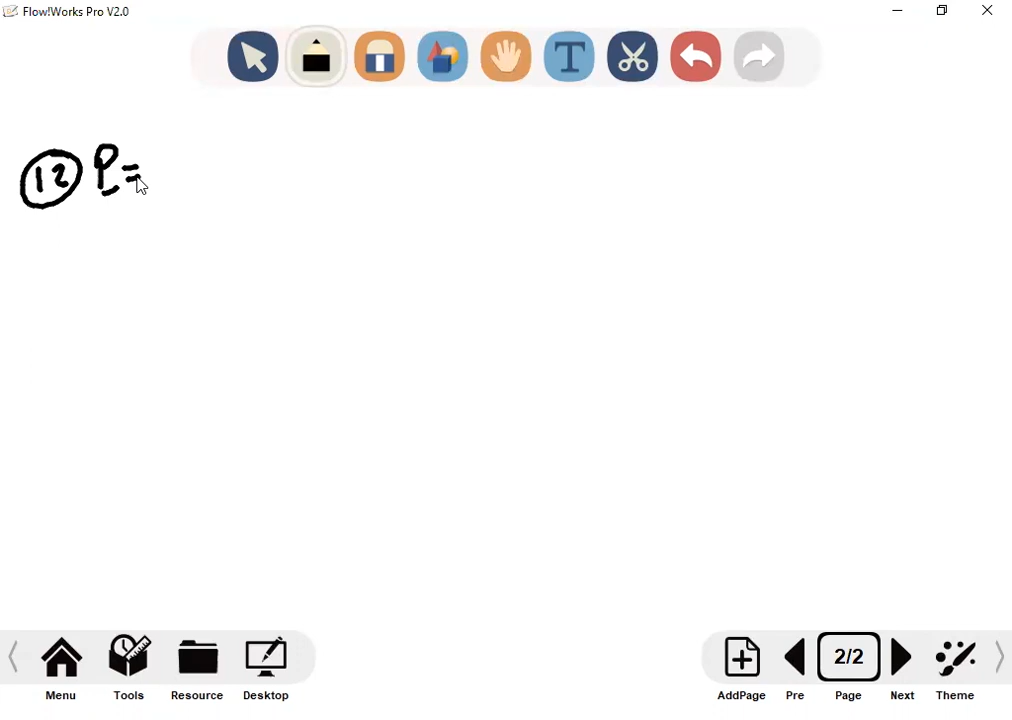 Flow!Works Pro V2.0
T
⑫ P=
2/2
Menu Tools Resource Desktop AddPage Pre Page Next Theme